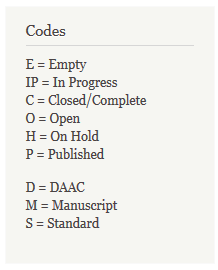 Codes
E = Empty
IP = In Progress
C = Closed/Complete
O = Open
H = On Hold
P = Published
D = DAAC
M = Manuscript
S = Standard